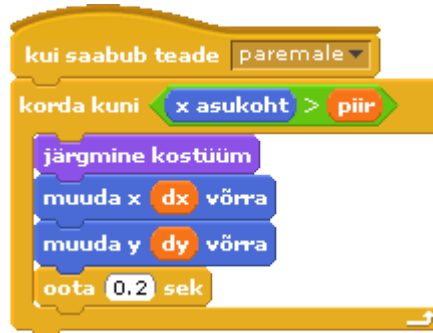 kui saabub teade paremale
korda kuni x asukoht > piir
järgmine kostüüm
muuda x dx võrra
muuda y dy võrra
oota 0.2 sek